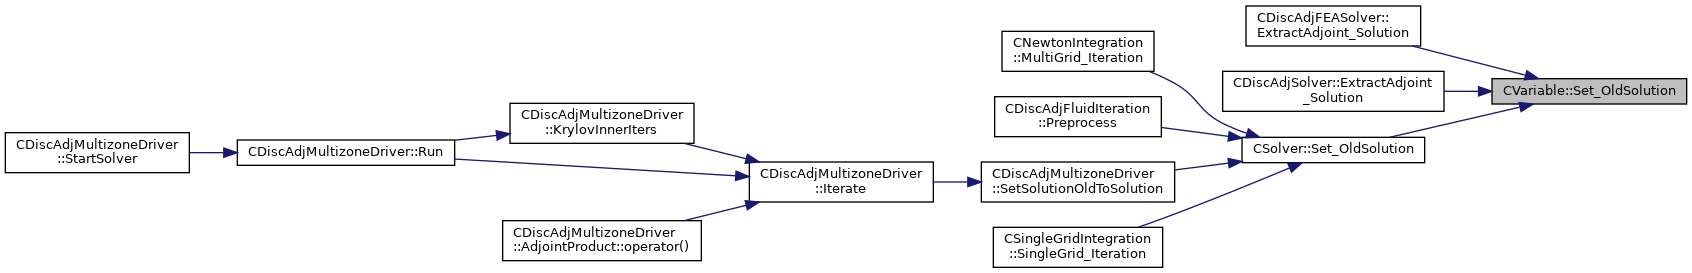 CDiscAdjMultizoneDriver
::StartSolver
CDiscAdjMultizoneDriver::Run
CDiscAdjMultizoneDriver
::KrylovInnerIters
CDiscAdjMultizoneDriver
::AdjointProduct::operator()
CDiscAdjMultizoneDriver
::Iterate
CNewtonIntegration
::MultiGrid_Iteration
CDiscAdjFluidIteration
::Preprocess
CDiscAdjMultizoneDriver
::SetSolutionOldToSolution
CSingleGridIntegration
::SingleGrid_Iteration
CDiscAdjFEASolver::
ExtractAdjoint_Solution
CDiscAdjSolver::ExtractAdjoint
_Solution
CSolver::Set_OldSolution
CVariable::Set_OldSolution